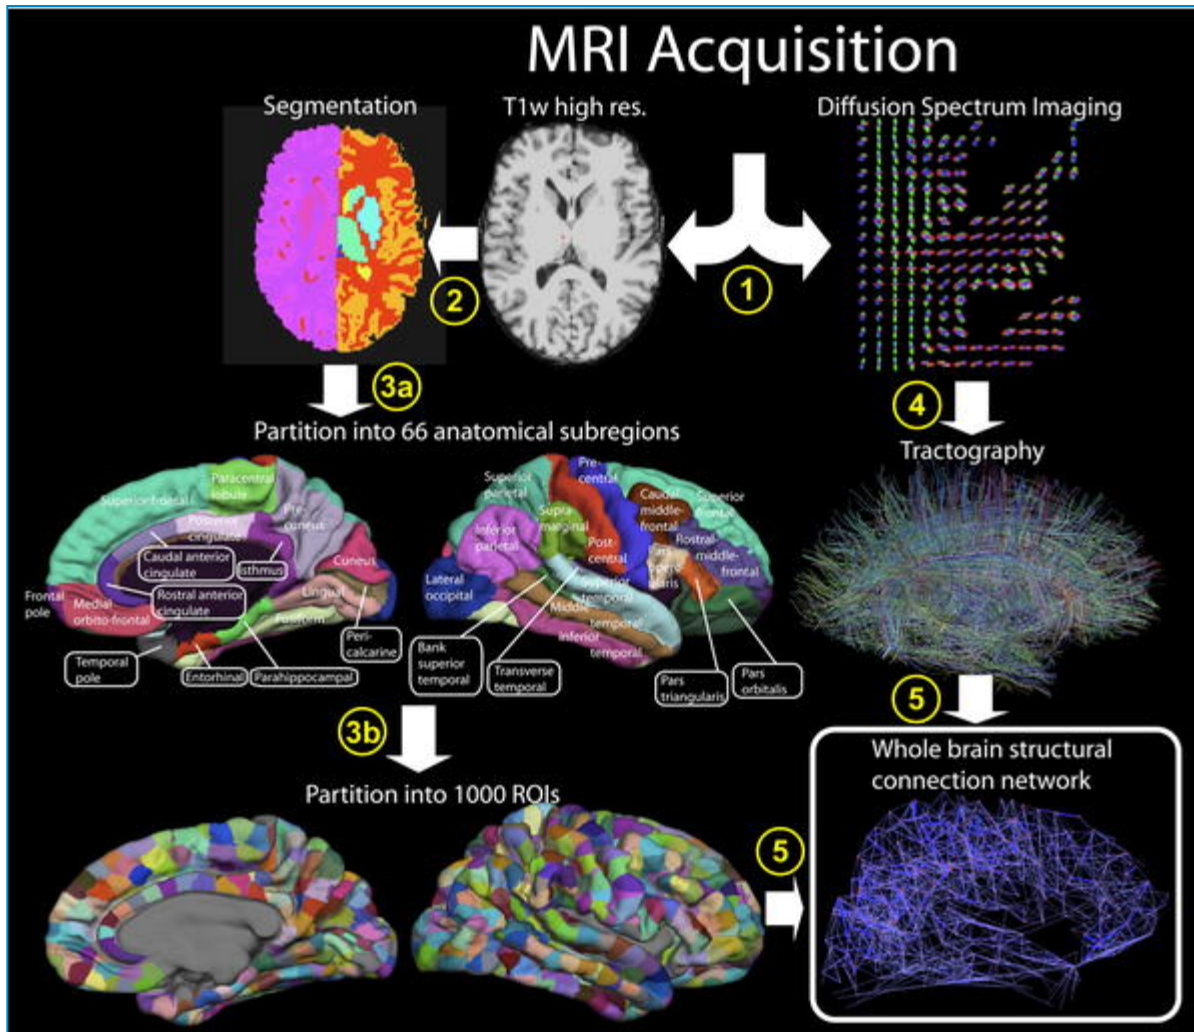 MRI Acquisition
Segmentation
T1w high res.
Diffusion Spectrum Imaging
1
2
3a
4
Partition into 66 anatomical subregions
Tractography
Superior frontal
Paracentral
lobule
Posterior
cingulate
Pre-
cuneus
Caudal anterior
cingulate
Isthmus
Cuneus
Rostral anterior
cingulate
Lingual
Frontal
pole
Medial
orbito-frontal
Fusiform
Peri-
calcarine
Temporal
pole
Entorhinal
Parahippocampal
Superior
parietal
Pre-
central
Caudal
middle-
frontal
Superior
frontal
Supra
marginal
Inferior
parietal
Post-
central
Rostral-
middle-
frontal
Pars
opercu
laris
Lateral
occipital
Superior
temporal
Middle
temporal
Inferior
temporal
Bank
superior
temporal
Transverse
temporal
Pars
triangularis
Pars
orbitalis
3b
5
Partition into 1000 ROIs
5
Whole brain structural
connection network